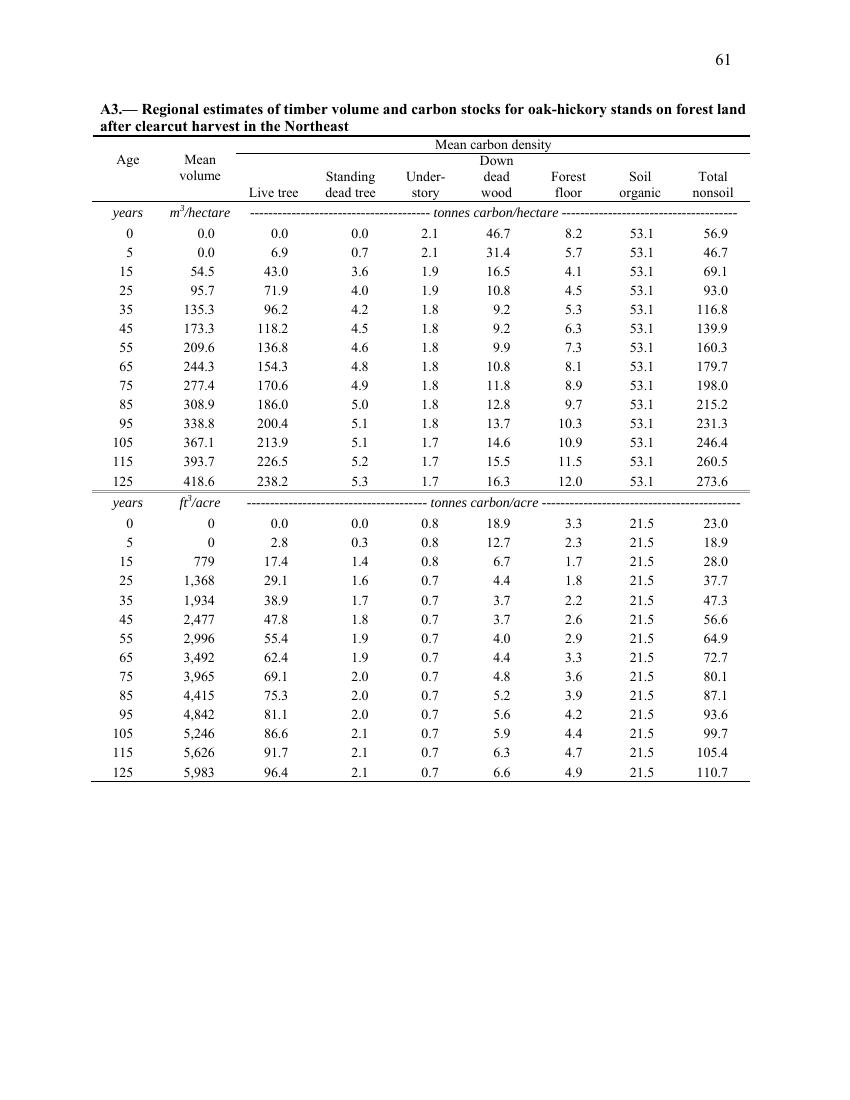 61
A3.— Regional estimates of timber volume and carbon stocks for oak-hickory stands on forest land
after clearcut harvest in the Northeast
Mean carbon density
Age Mean volume Live tree Standing dead tree Under-story Down dead wood Forest floor Soil organic Total nonsoil
years m³/hectare --------------------------------------- tonnes carbon/hectare --------------------------------------
0 0.0 0.0 0.0 2.1 46.7 8.2 53.1 56.9
5 0.0 6.9 0.7 2.1 31.4 5.7 53.1 46.7
15 54.5 43.0 3.6 1.9 16.5 4.1 53.1 69.1
25 95.7 71.9 4.0 1.9 10.8 4.5 53.1 93.0
35 135.3 96.2 4.2 1.8 9.2 5.3 53.1 116.8
45 173.3 118.2 4.5 1.8 9.2 6.3 53.1 139.9
55 209.6 136.8 4.6 1.8 9.9 7.3 53.1 160.3
65 244.3 154.3 4.8 1.8 10.8 8.1 53.1 179.7
75 277.4 170.6 4.9 1.8 11.8 8.9 53.1 198.0
85 308.9 186.0 5.0 1.8 12.8 9.7 53.1 215.2
95 338.8 200.4 5.1 1.8 13.7 10.3 53.1 231.3
105 367.1 213.9 5.1 1.7 14.6 10.9 53.1 246.4
115 393.7 226.5 5.2 1.7 15.5 11.5 53.1 260.5
125 418.6 238.2 5.3 1.7 16.3 12.0 53.1 273.6
years ft³/acre --------------------------------------- tonnes carbon/acre -------------------------------------------
0 0 0.0 0.0 0.8 18.9 3.3 21.5 23.0
5 0 2.8 0.3 0.8 12.7 2.3 21.5 18.9
15 779 17.4 1.4 0.8 6.7 1.7 21.5 28.0
25 1,368 29.1 1.6 0.7 4.4 1.8 21.5 37.7
35 1,934 38.9 1.7 0.7 3.7 2.2 21.5 47.3
45 2,477 47.8 1.8 0.7 3.7 2.6 21.5 56.6
55 2,996 55.4 1.9 0.7 4.0 2.9 21.5 64.9
65 3,492 62.4 1.9 0.7 4.4 3.3 21.5 72.7
75 3,965 69.1 2.0 0.7 4.8 3.6 21.5 80.1
85 4,415 75.3 2.0 0.7 5.2 3.9 21.5 87.1
95 4,842 81.1 2.0 0.7 5.6 4.2 21.5 93.6
105 5,246 86.6 2.1 0.7 5.9 4.4 21.5 99.7
115 5,626 91.7 2.1 0.7 6.3 4.7 21.5 105.4
125 5,983 96.4 2.1 0.7 6.6 4.9 21.5 110.7